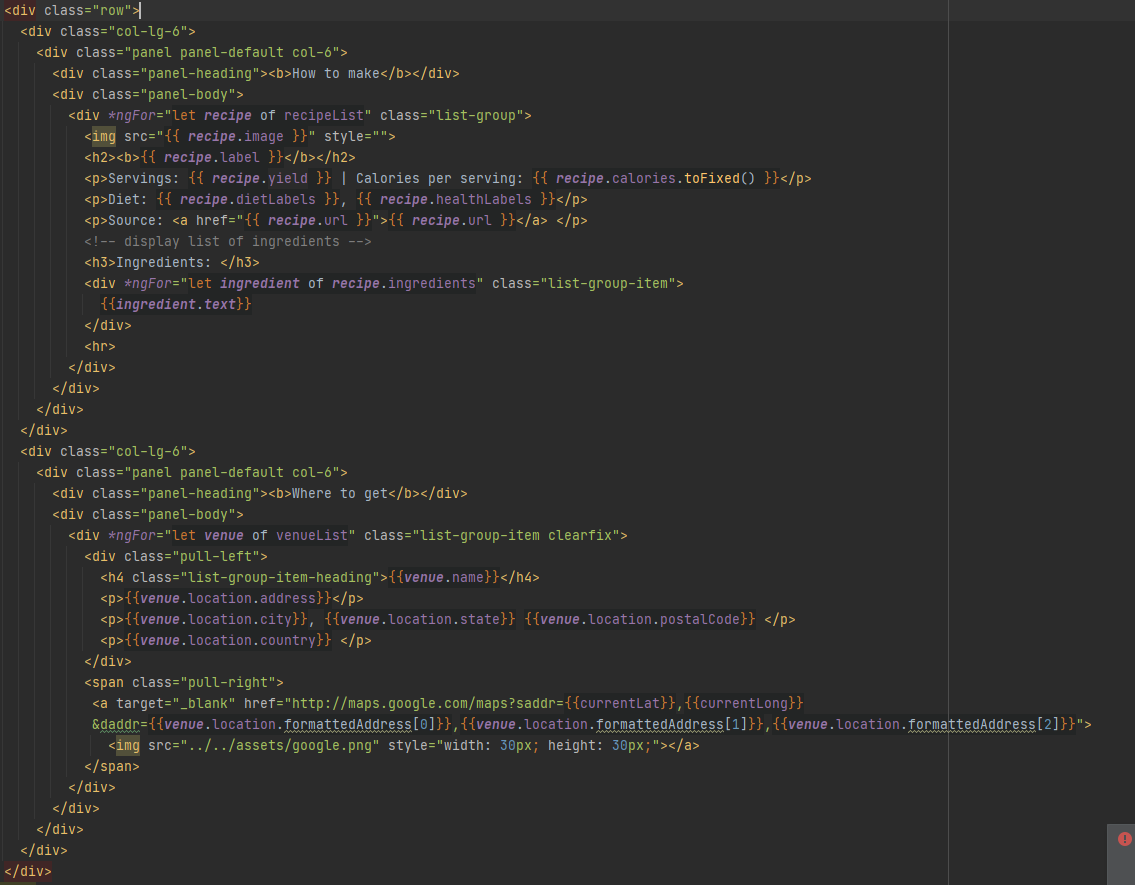 <div class="row">
<div class="col-lg-6">
<div class="panel panel-default col-6">
<div class="panel-heading"><b>How to make</b></div>
<div class="panel-body">
<div *ngFor="let recipe of recipeList" class="list-group">
<img src="{{ recipe.image }}" style="">
<h2><b>{{ recipe.label }}</b></h2>
<p>Servings: {{ recipe.yield }} | Calories per serving: {{ recipe.calories.toFixed() }}</p>
<p>Diet: {{ recipe.dietLabels }}, {{ recipe.healthLabels }}</p>
<p>Source: <a href="{{ recipe.url }}">{{ recipe.url }}</a> </p>
<!-- display list of ingredients -->
<h3>Ingredients: </h3>
<div *ngFor="let ingredient of recipe.ingredients" class="list-group-item">
{{ingredient.text}}
</div>
<hr>
</div>
</div>
</div>
</div>
<div class="col-lg-6">
<div class="panel panel-default col-6">
<div class="panel-heading"><b>Where to get</b></div>
<div class="panel-body">
<div *ngFor="let venue of venueList" class="list-group-item clearfix">
<div class="pull-left">
<h4 class="list-group-item-heading">{{venue.name}}</h4>
<p>{{venue.location.address}}</p>
<p>{{venue.location.city}}, {{venue.location.state}} {{venue.location.postalCode}} </p>
<p>{{venue.location.country}} </p>
</div>
<span class="pull-right">
<a target="_blank" href="http://maps.google.com/maps?saddr={{currentLat}},{{currentLong}}
&daddr={{venue.location.formattedAddress[0]}},{{venue.location.formattedAddress[1]}},{{venue.location.formattedAddress[2]}}">
<img src="../../assets/google.png" style="width: 30px; height: 30px;"></a>
</span>
</div>
</div>
</div>
</div>
</div>